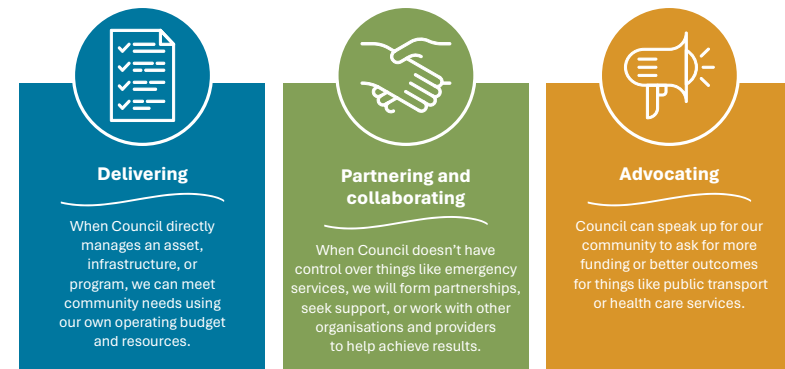 Delivering
When Council directly
manages an asset,
infrastructure, or
program, we can meet
community needs using
our own operating budget
and resources.
Partnering and
collaborating
When Council doesn’t have
control over things like emergency
services, we will form partnerships,
seek support, or work with other
organisations and providers
to help achieve results.
Advocating
Council can speak up for our
community to ask for more
funding or better outcomes
for things like public transport
or health care services.